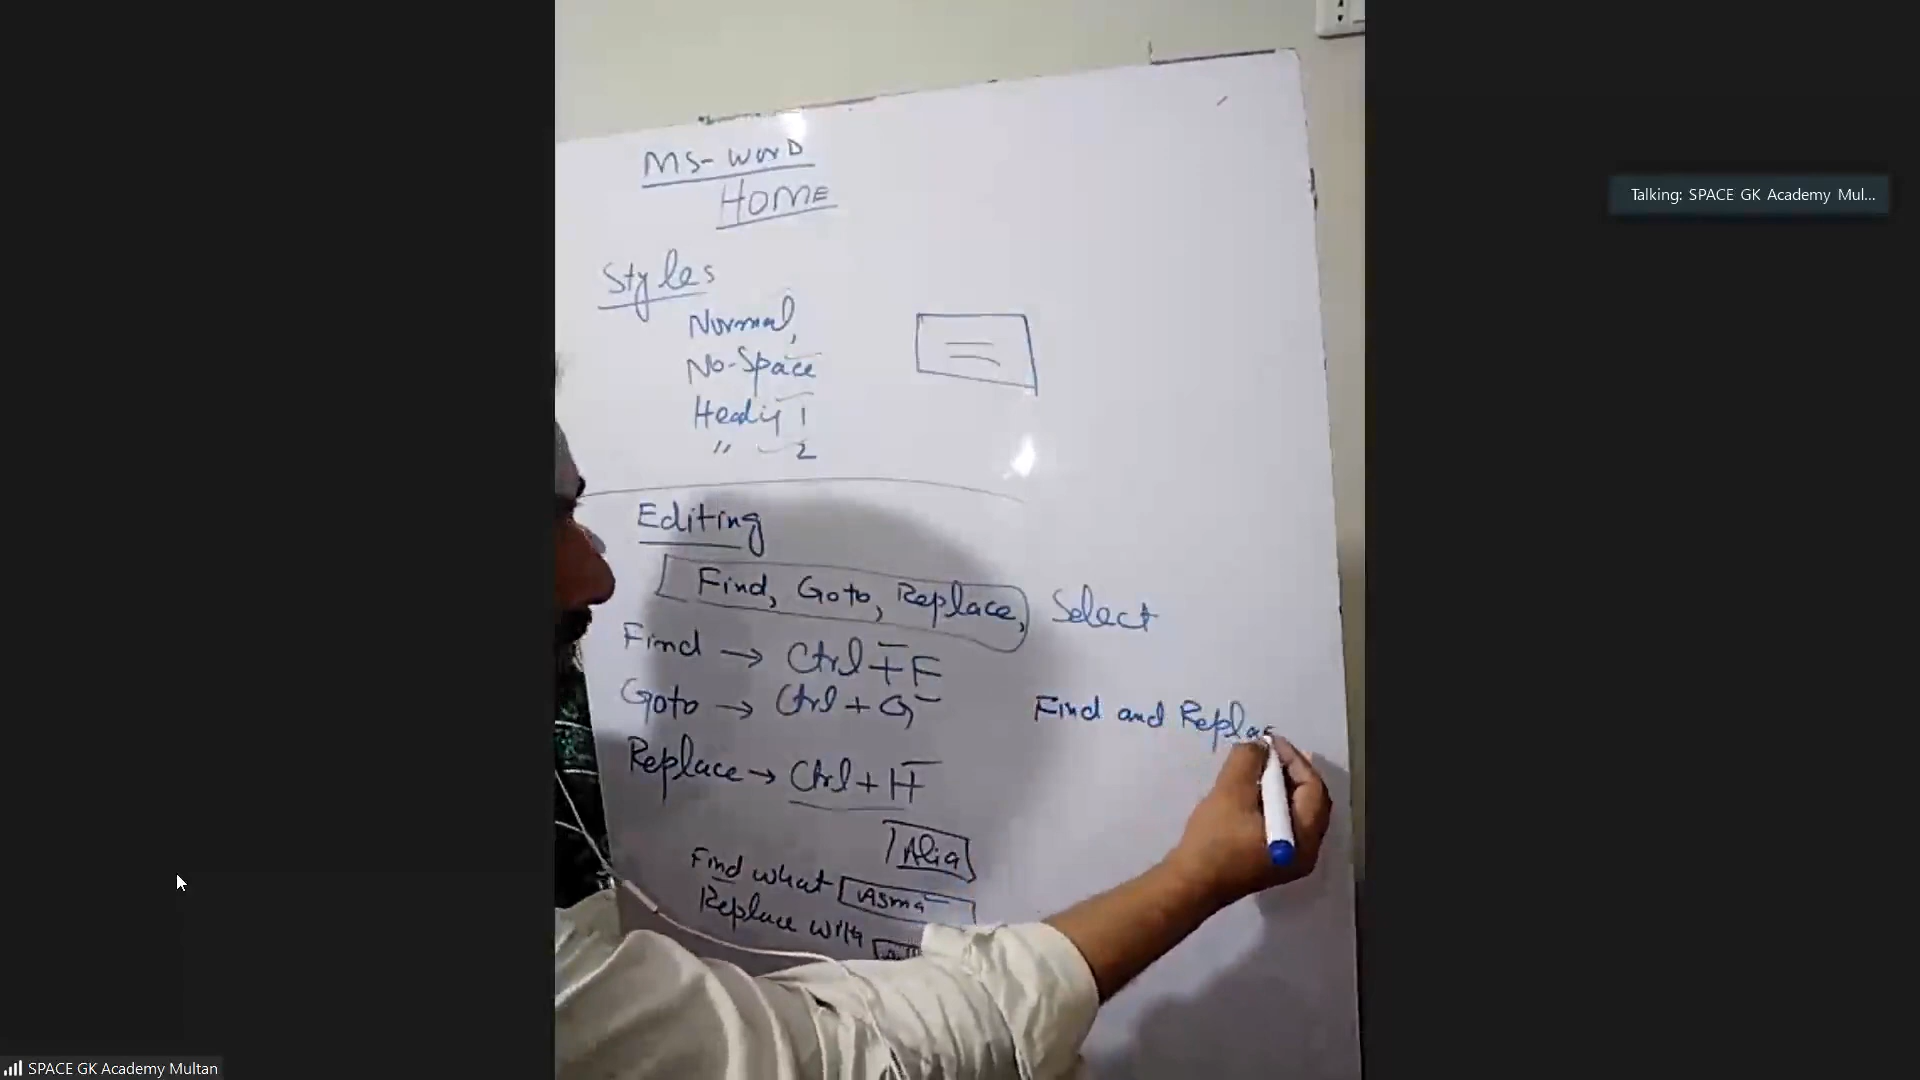 MS-WORD
HOME
Styles
Normal,
No-Space
Heading 1
" 2
Editing
Find, Goto, Replace, Select
Find → Ctrl + F
Goto → Ctrl + G
Replace → Ctrl + H
Find and Replac
Alia
Find what Asma
Replace with
Talking: SPACE GK Academy Mul...
SPACE GK Academy Multan